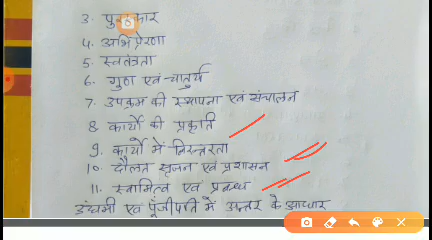 3. पुरस्कार
4. अभिप्रेरणा
5. स्वतंत्रता
6. गुण एवं चातुर्य
7. उपक्रम की स्थापना एवं संचालन
8. कार्यो की प्रकृति
9. कार्यो में निरन्तरता
10. दौलत सृजन एवं प्रशासन
11. स्वामित्व एवं प्रबन्ध
उद्यमी एवं पूँजीपति में अन्तर के आधार